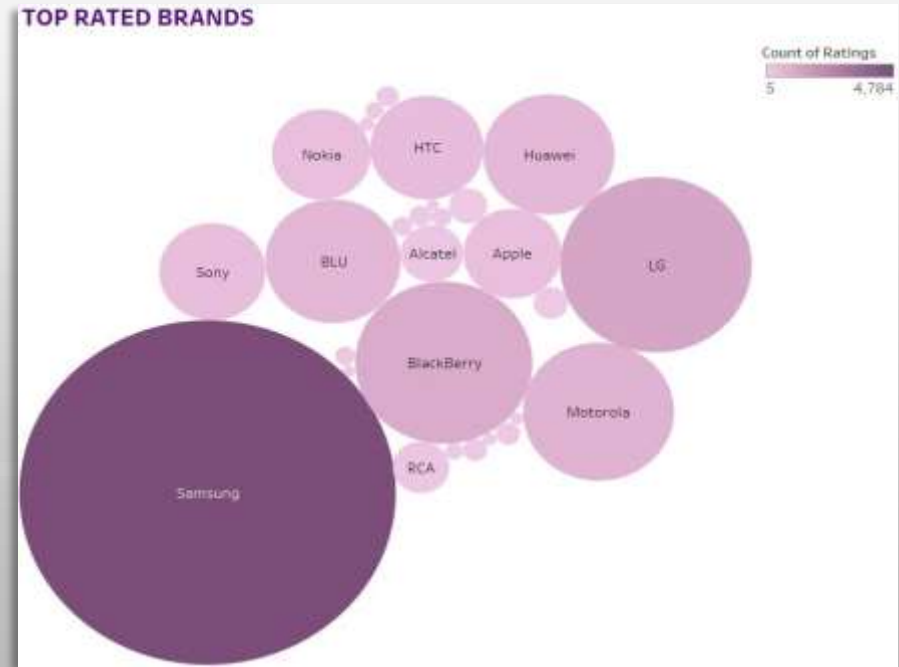 TOP RATED BRANDS
Count of Ratings
5 4,784
Nokia
HTC
Huawei
Sony
BLU
Alcatel
Apple
LG
BlackBerry
Motorola
RCA
Samsung